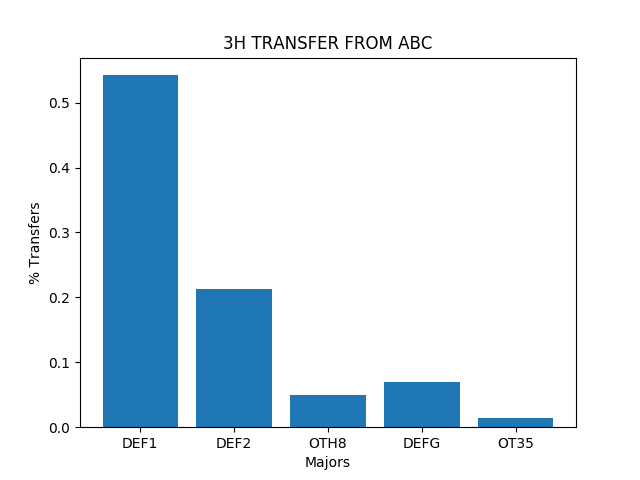 3H TRANSFER FROM ABC
% Transfers
0.5
0.4
0.3
0.2
0.1
0.0
DEF1 DEF2 OTH8 DEFG OT35
Majors